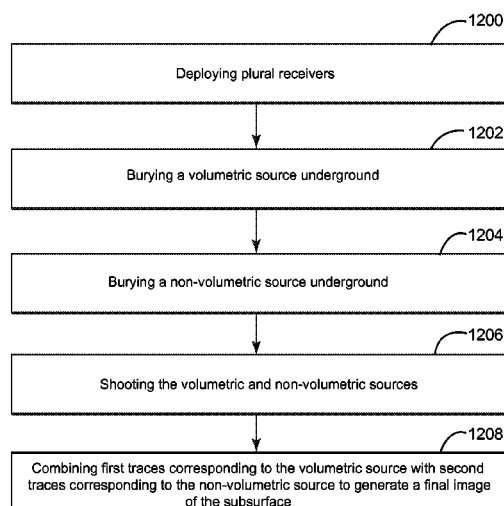 1200
Deploying plural receivers
1202
Burying a volumetric source underground
1204
Burying a non-volumetric source underground
1206
Shooting the volumetric and non-volumetric sources
1208
Combining first traces corresponding to the volumetric source with second
traces corresponding to the non-volumetric source to generate a final image
of the subsurface